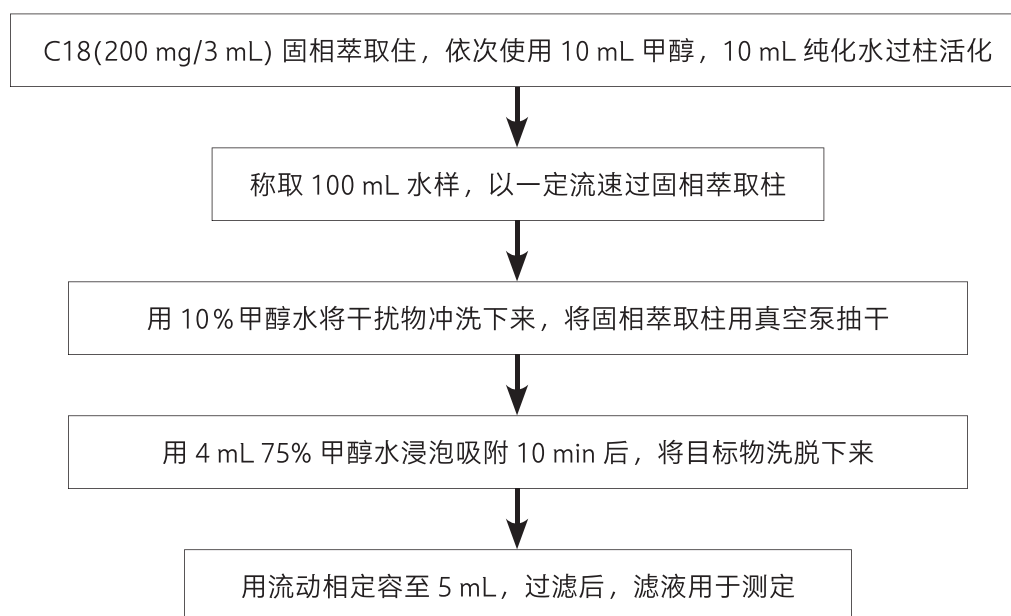 C18(200 mg/3 mL) 固相萃取住，依次使用 10 mL 甲醇，10 mL 纯化水过柱活化
称取 100 mL 水样，以一定流速过固相萃取柱
用 10%甲醇水将干扰物冲洗下来，将固相萃取柱用真空泵抽干
用 4 mL 75% 甲醇水浸泡吸附 10 min 后，将目标物洗脱下来
用流动相定容至 5 mL，过滤后，滤液用于测定